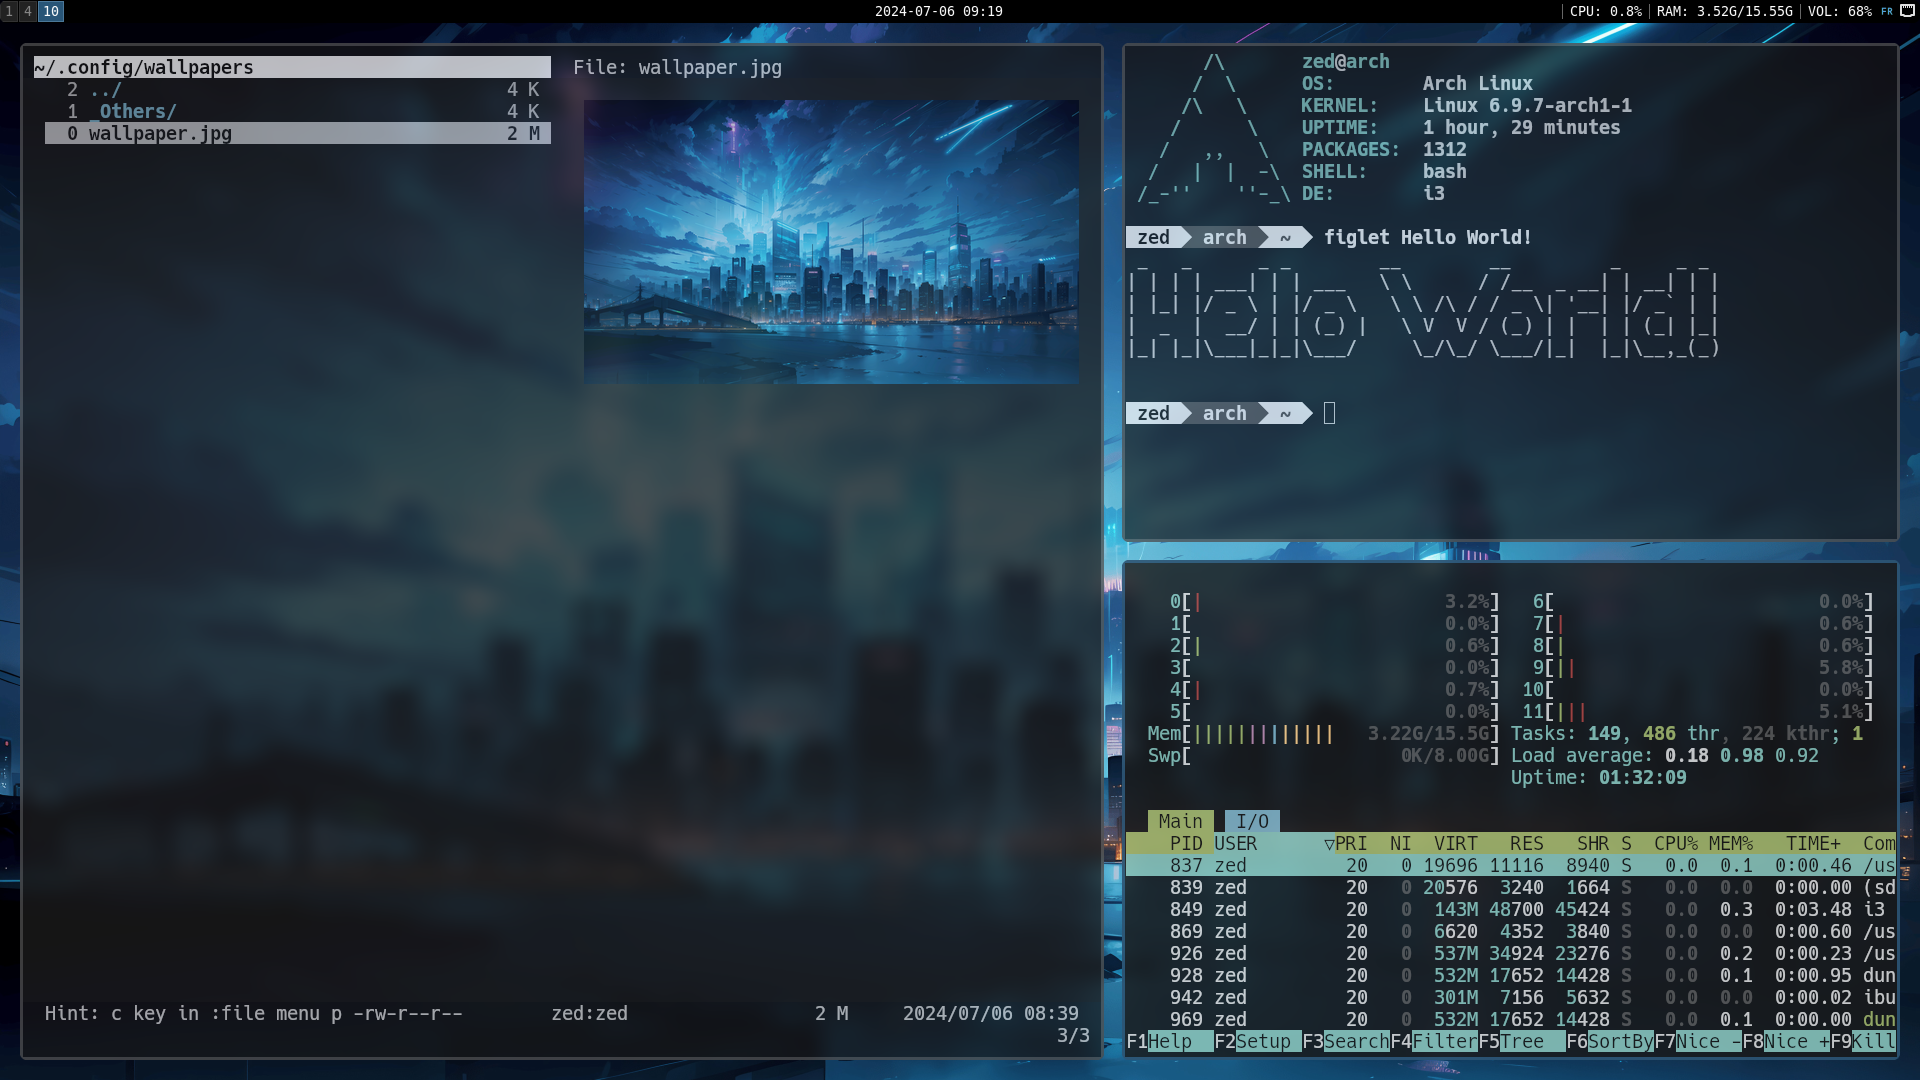 1 4 10
2024-07-06 09:19
CPU: 0.8% RAM: 3.52G/15.55G VOL: 68% FR
~/.config/wallpapers
2 ../ 4 K
1 _Others/ 4 K
0 wallpaper.jpg 2 M
File: wallpaper.jpg
Hint: c key in :file menu p -rw-r--r-- zed:zed 2 M 2024/07/06 08:39
3/3
zed@arch
OS: Arch Linux
KERNEL: Linux 6.9.7-arch1-1
UPTIME: 1 hour, 29 minutes
PACKAGES: 1312
SHELL: bash
DE: i3
zed arch ~ figlet Hello World!
Hello World!
zed arch ~
0[| 3.2%] 6[ 0.0%]
1[ 0.0%] 7[| 0.6%]
2[| 0.6%] 8[| 0.6%]
3[ 0.0%] 9[|| 5.8%]
4[| 0.7%] 10[ 0.0%]
5[ 0.0%] 11[||| 5.1%]
Mem[||||||||||||| 3.22G/15.5G] Tasks: 149, 486 thr, 224 kthr; 1
Swp[ 0K/8.00G] Load average: 0.18 0.98 0.92
Uptime: 01:32:09
Main I/O
PID USER ▽PRI NI VIRT RES SHR S CPU% MEM% TIME+ Com
837 zed 20 0 19696 11116 8940 S 0.0 0.1 0:00.46 /us
839 zed 20 0 20576 3240 1664 S 0.0 0.0 0:00.00 (sd
849 zed 20 0 143M 48700 45424 S 0.0 0.3 0:03.48 i3
869 zed 20 0 6620 4352 3840 S 0.0 0.0 0:00.60 /us
926 zed 20 0 537M 34924 23276 S 0.0 0.2 0:00.23 /us
928 zed 20 0 532M 17652 14428 S 0.0 0.1 0:00.95 dun
942 zed 20 0 301M 7156 5632 S 0.0 0.0 0:00.02 ibu
969 zed 20 0 532M 17652 14428 S 0.0 0.1 0:00.00 dun
F1Help F2Setup F3SearchF4FilterF5Tree F6SortByF7Nice -F8Nice +F9Kill